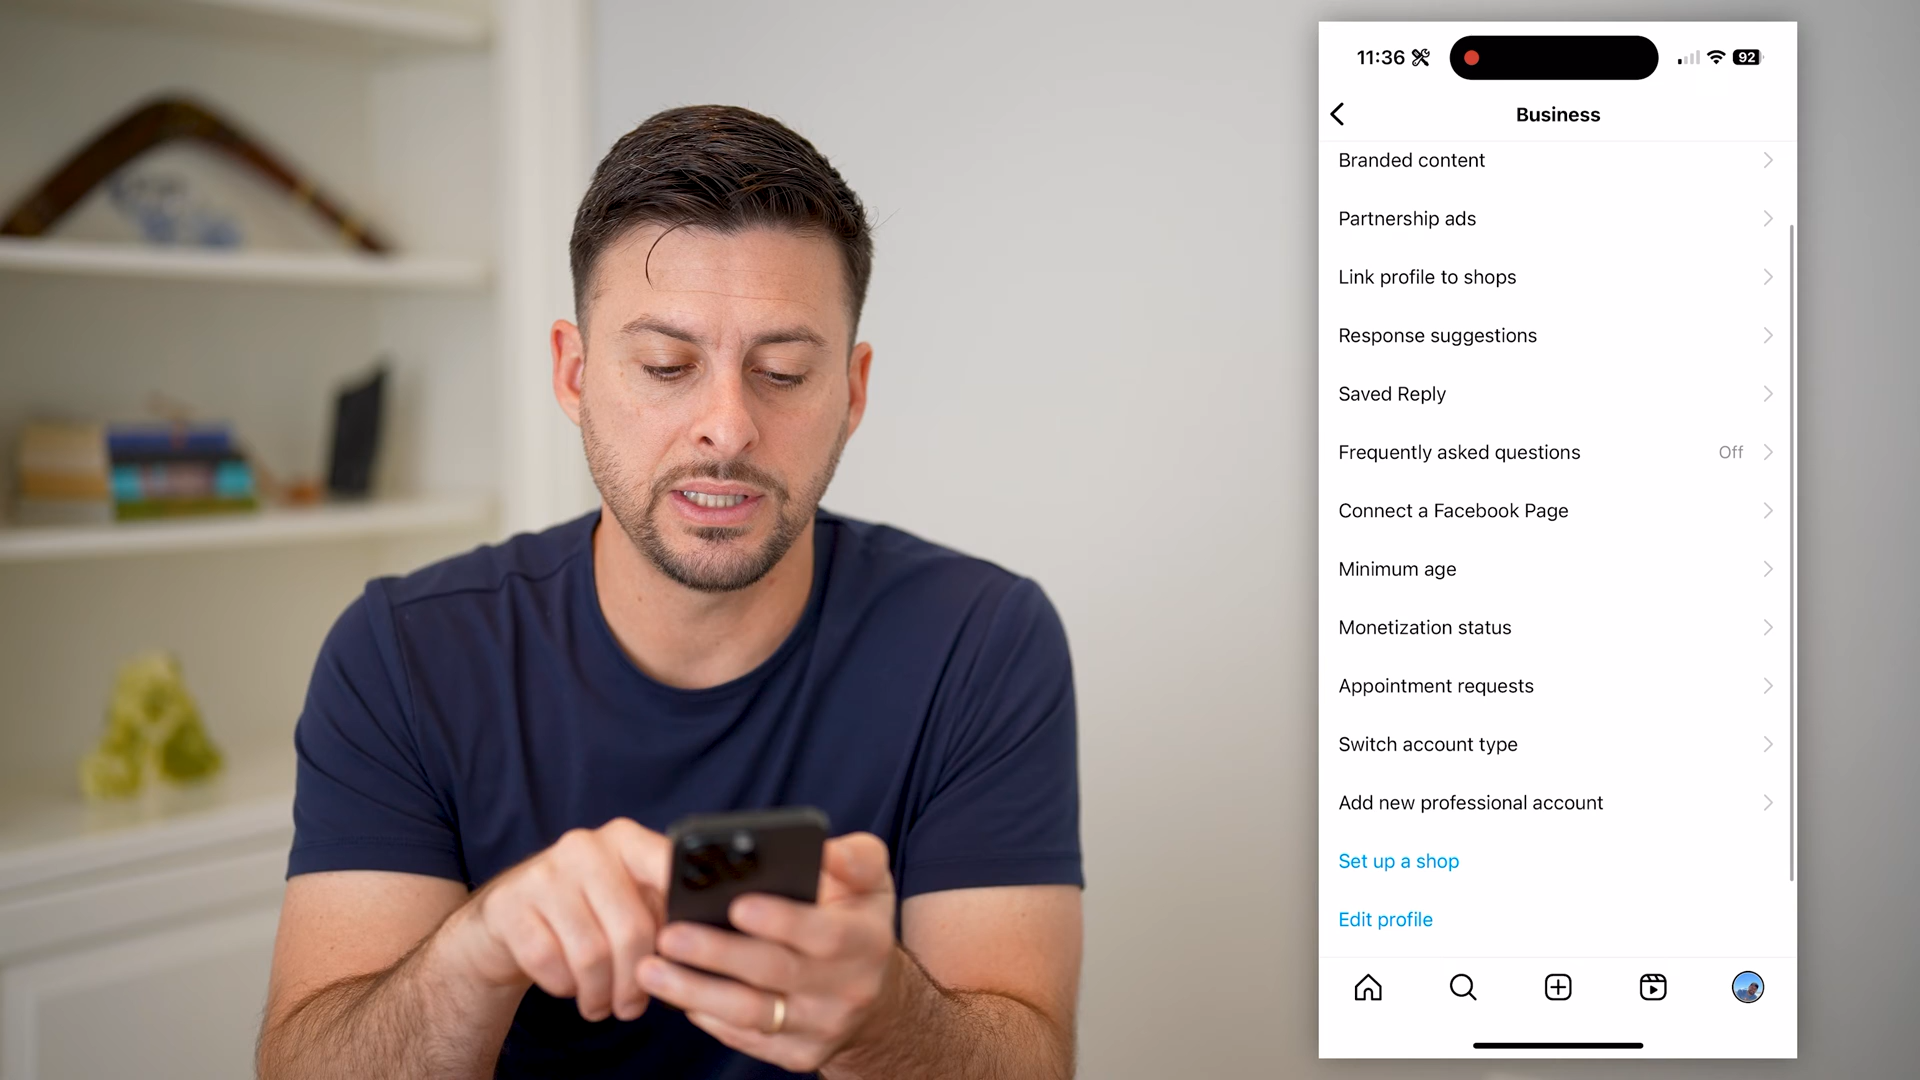 11:36
92
Business
Branded content
Partnership ads
Link profile to shops
Response suggestions
Saved Reply
Frequently asked questions Off
Connect a Facebook Page
Minimum age
Monetization status
Appointment requests
Switch account type
Add new professional account
Set up a shop
Edit profile